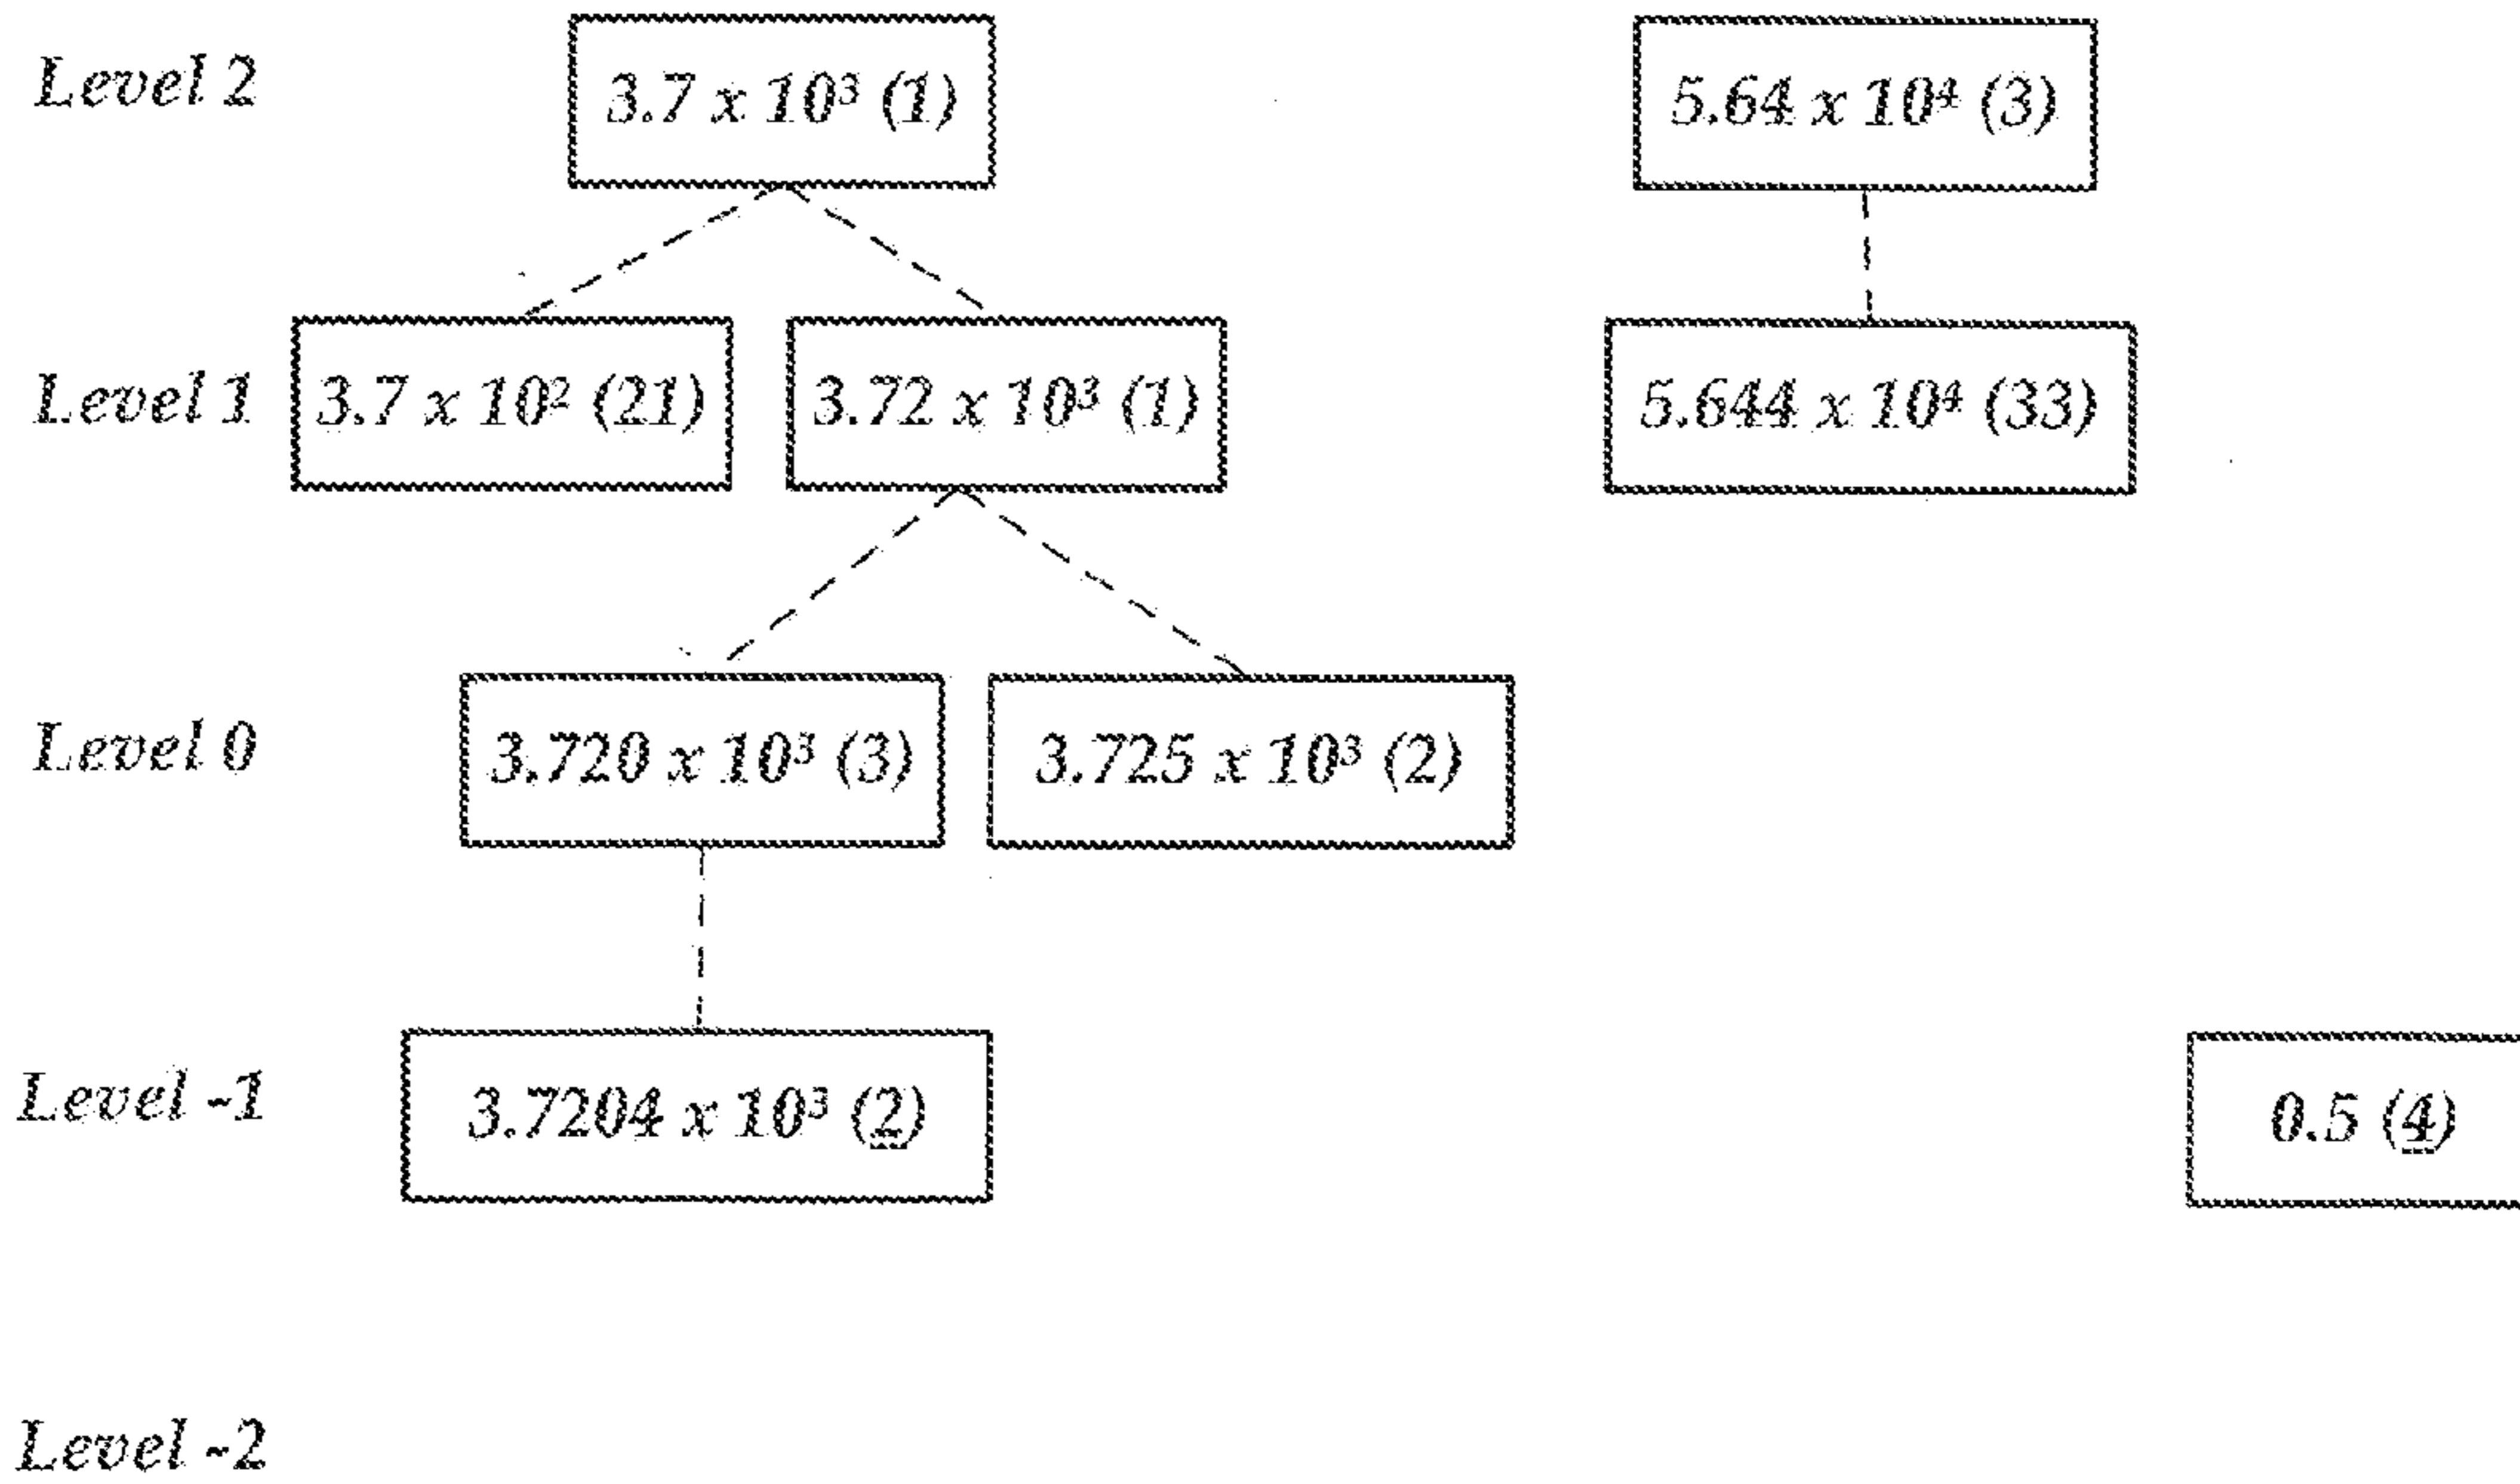 Level 2 3.7 x 10³ (1) 5.64 x 10⁴ (3)
Level 1 3.7 x 10² (21) 3.72 x 10³ (1) 5.644 x 10⁴ (33)
Level 0 3.720 x 10³ (3) 3.725 x 10³ (2)
Level -1 3.7204 x 10³ (2) 0.5 (4)
Level -2